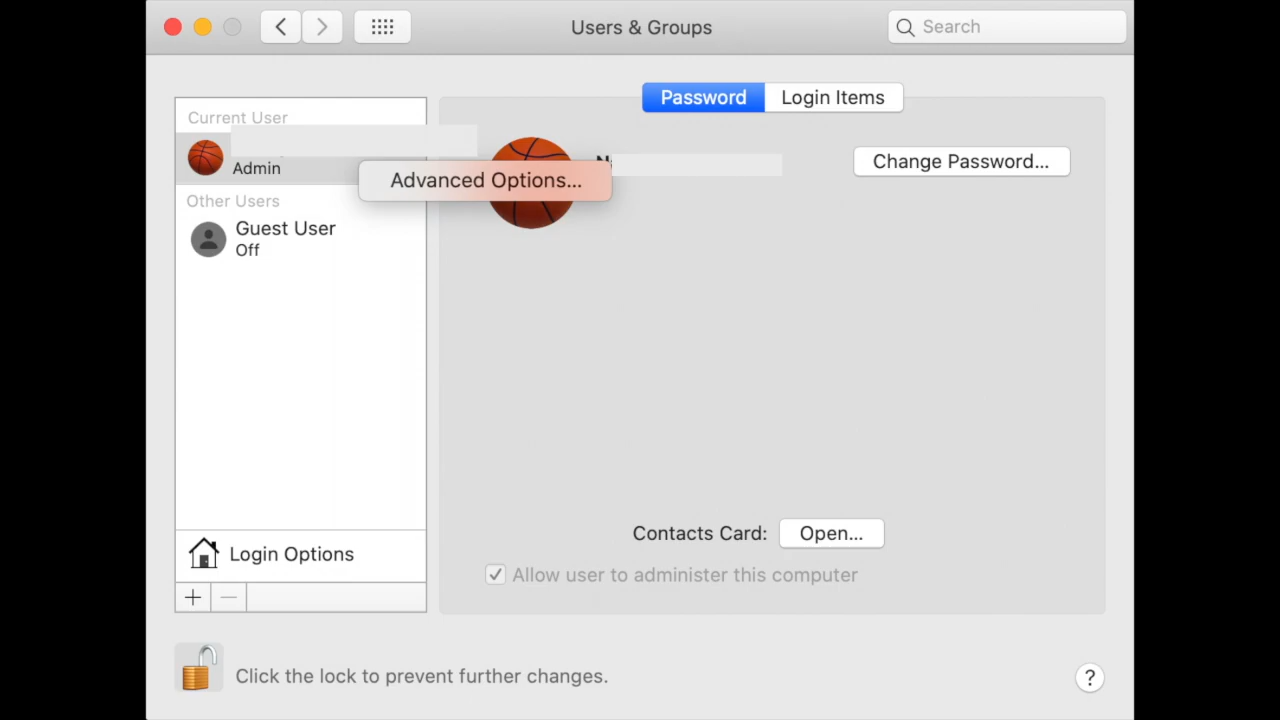 Users & Groups
Search
Password
Login Items
Current User
Admin
Advanced Options...
Change Password...
Other Users
Guest User
Off
Contacts Card:
Open...
Allow user to administer this computer
Login Options
Click the lock to prevent further changes.
?